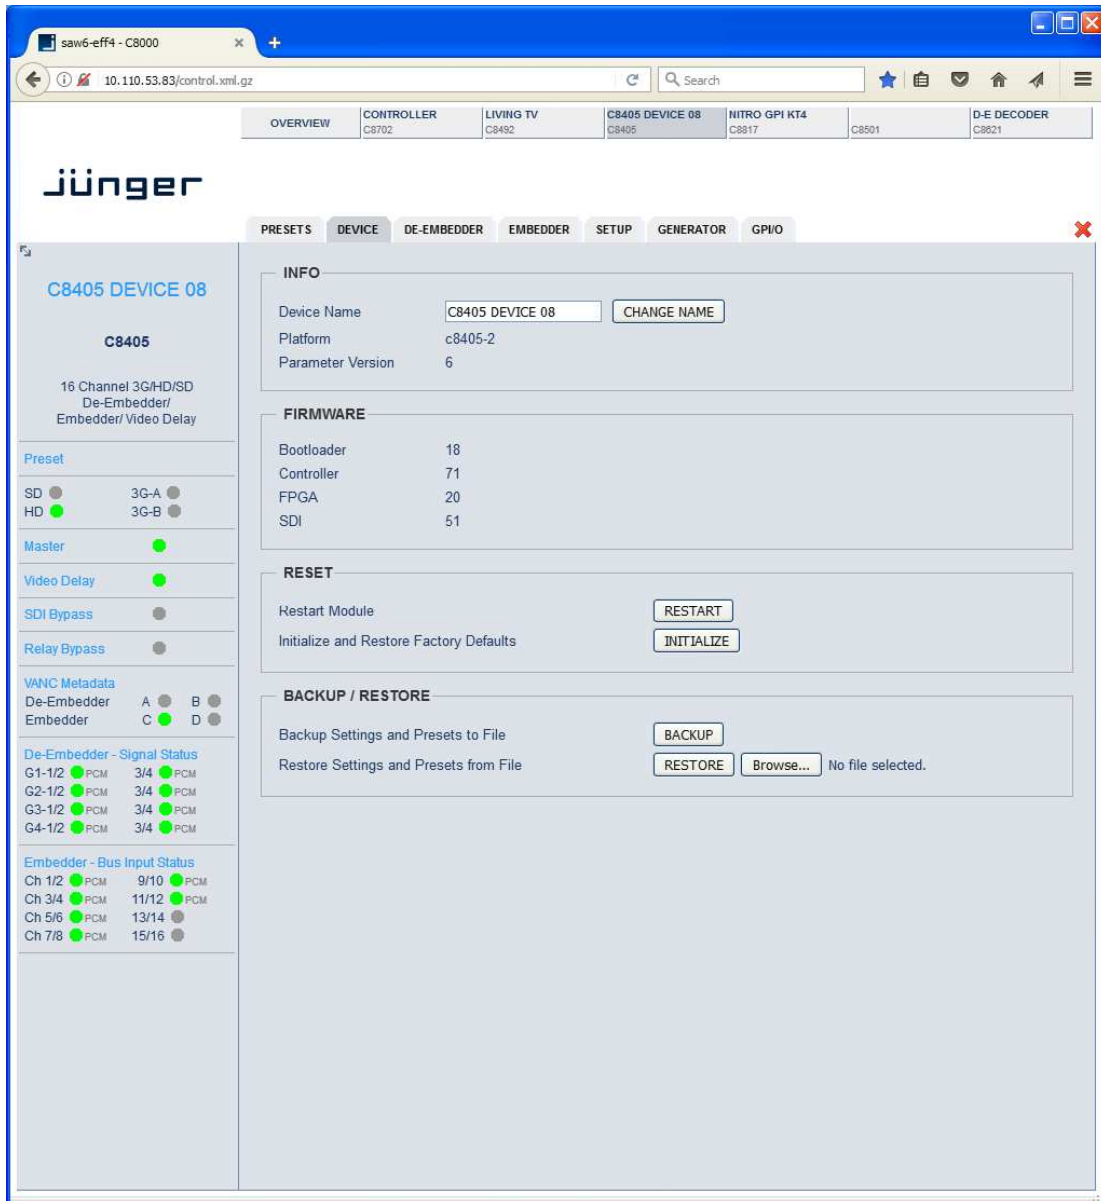 saw6-eff4 - C8000
10.110.53.83/control.xml.gz
Search
OVERVIEW
CONTROLLER
C8702
LIVING TV
C8492
C8405 DEVICE 08
C8405
NITRO GPI KT4
C8817
C8501
D-E DECODER
C8621
jünger
PRESETS DEVICE DE-EMBEDDER EMBEDDER SETUP GENERATOR GPI/O
C8405 DEVICE 08
C8405
16 Channel 3G/HD/SD
De-Embedder/
Embedder/ Video Delay
Preset
SD 3G-A
HD 3G-B
Master
Video Delay
SDI Bypass
Relay Bypass
VANC Metadata
De-Embedder A B
Embedder C D
De-Embedder - Signal Status
G1-1/2 PCM 3/4 PCM
G2-1/2 PCM 3/4 PCM
G3-1/2 PCM 3/4 PCM
G4-1/2 PCM 3/4 PCM
Embedder - Bus Input Status
Ch 1/2 PCM 9/10 PCM
Ch 3/4 PCM 11/12 PCM
Ch 5/6 PCM 13/14
Ch 7/8 PCM 15/16
INFO
Device Name C8405 DEVICE 08 CHANGE NAME
Platform c8405-2
Parameter Version 6
FIRMWARE
Bootloader 18
Controller 71
FPGA 20
SDI 51
RESET
Restart Module RESTART
Initialize and Restore Factory Defaults INITIALIZE
BACKUP / RESTORE
Backup Settings and Presets to File BACKUP
Restore Settings and Presets from File RESTORE Browse... No file selected.